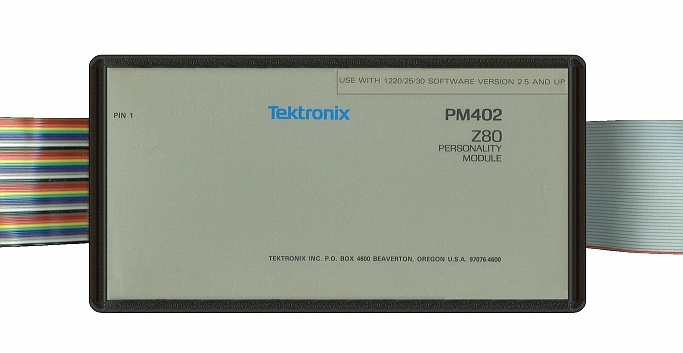 USE WITH 1220/25/30 SOFTWARE VERSION 2.5 AND UP
PIN 1
Tektronix
PM402
Z80
PERSONALITY
MODULE
TEKTRONIX INC. P.O. BOX 4600 BEAVERTON, OREGON U.S.A. 97076-4600